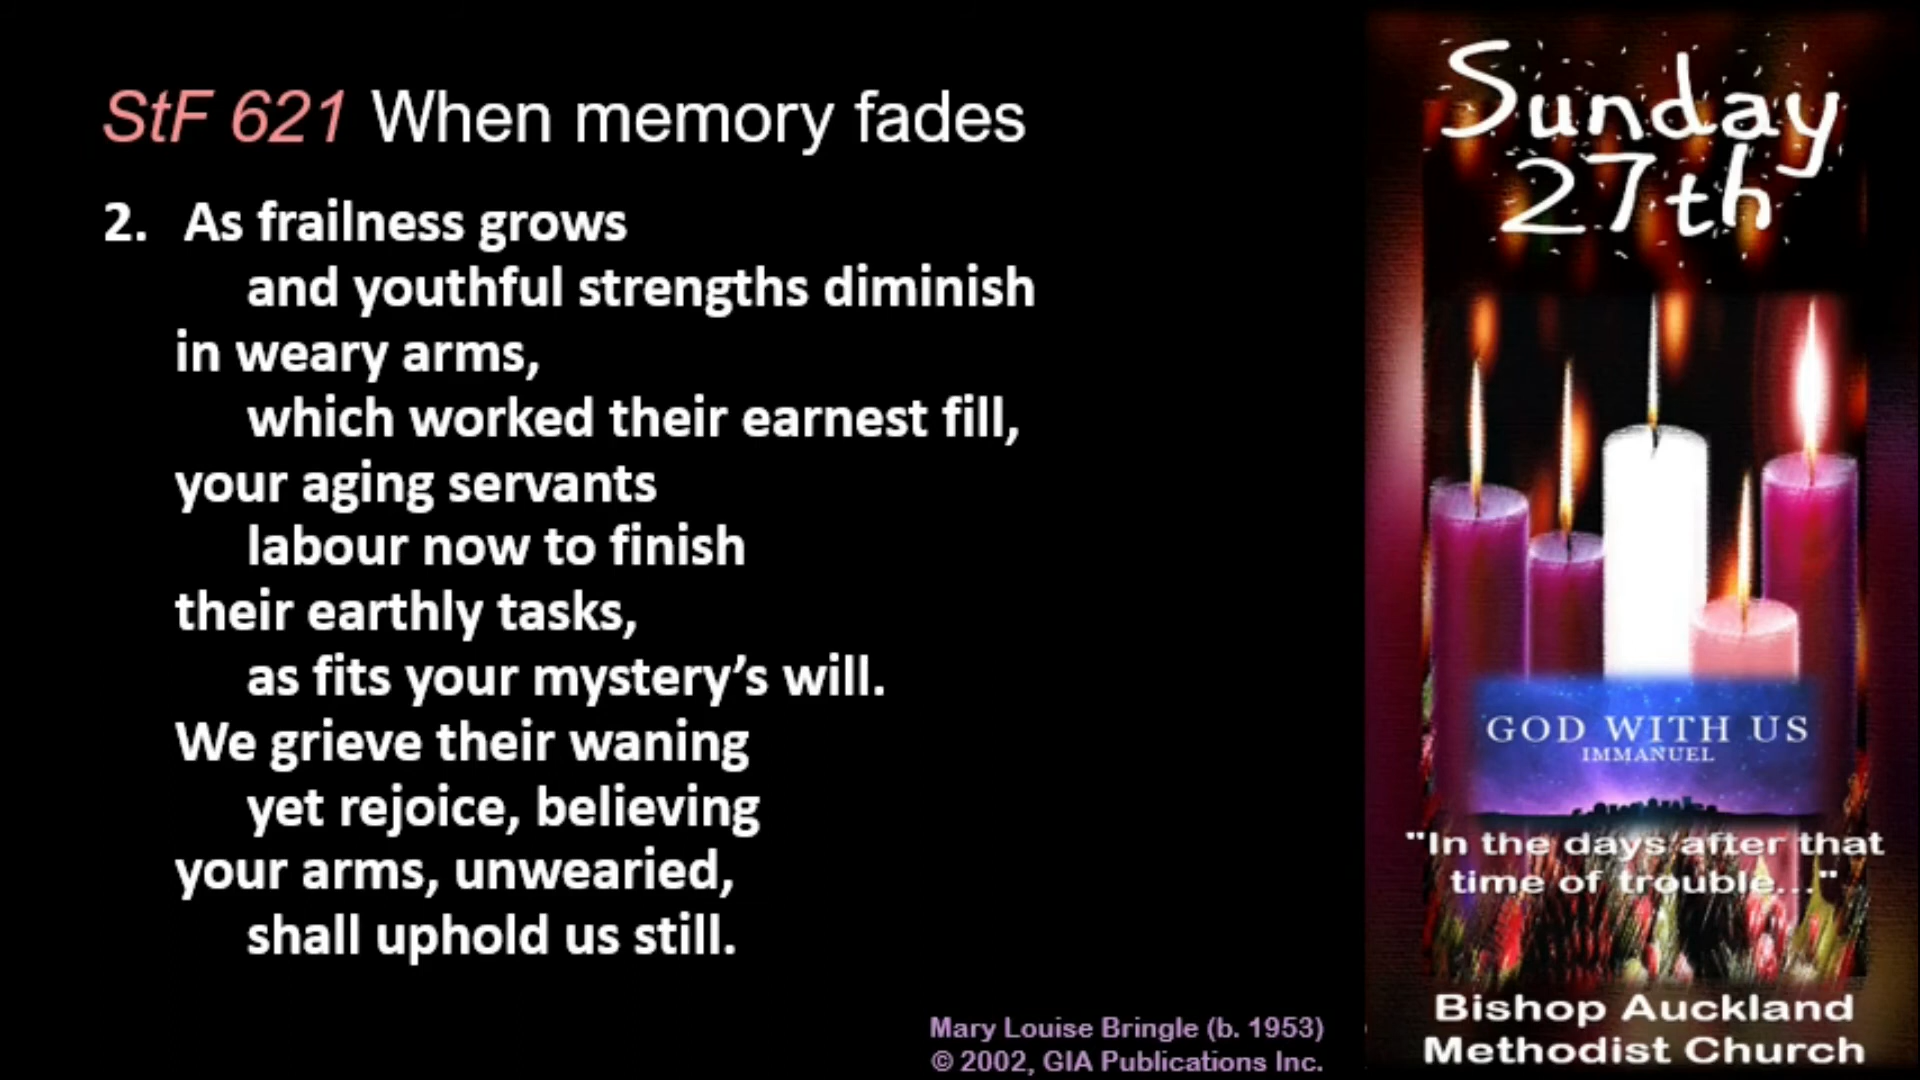 StF 621 When memory fades
2. As frailness grows
and youthful strengths diminish
in weary arms,
which worked their earnest fill,
your aging servants
labour now to finish
their earthly tasks,
as fits your mystery’s will.
We grieve their waning
yet rejoice, believing
your arms, unwearied,
shall uphold us still.
Mary Louise Bringle (b. 1953)
© 2002, GIA Publications Inc.
Sunday
27th
GOD WITH US
IMMANUEL
"In the days after that
time of trouble..."
Bishop Auckland
Methodist Church